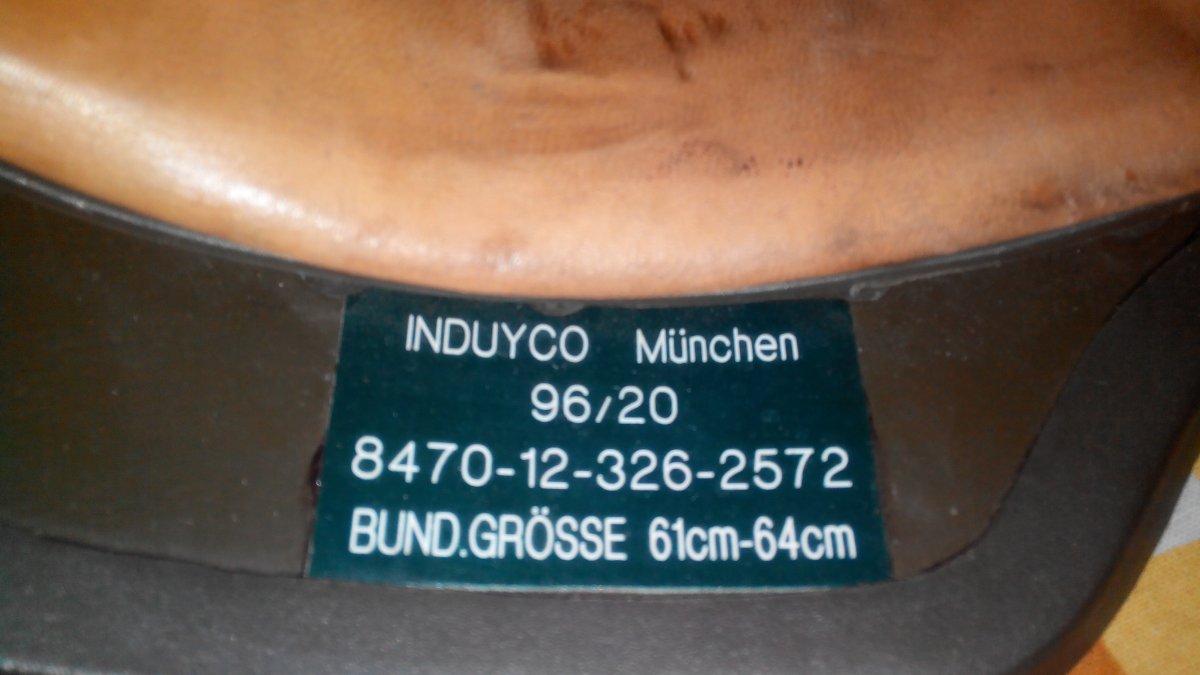 INDUYCO München
96/20
8470-12-326-2572
BUND.GRÖSSE 61cm-64cm